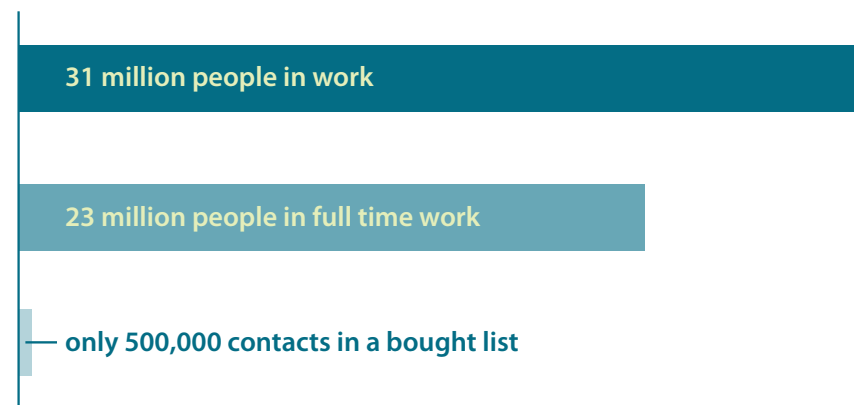 31 million people in work
23 million people in full time work
only 500,000 contacts in a bought list